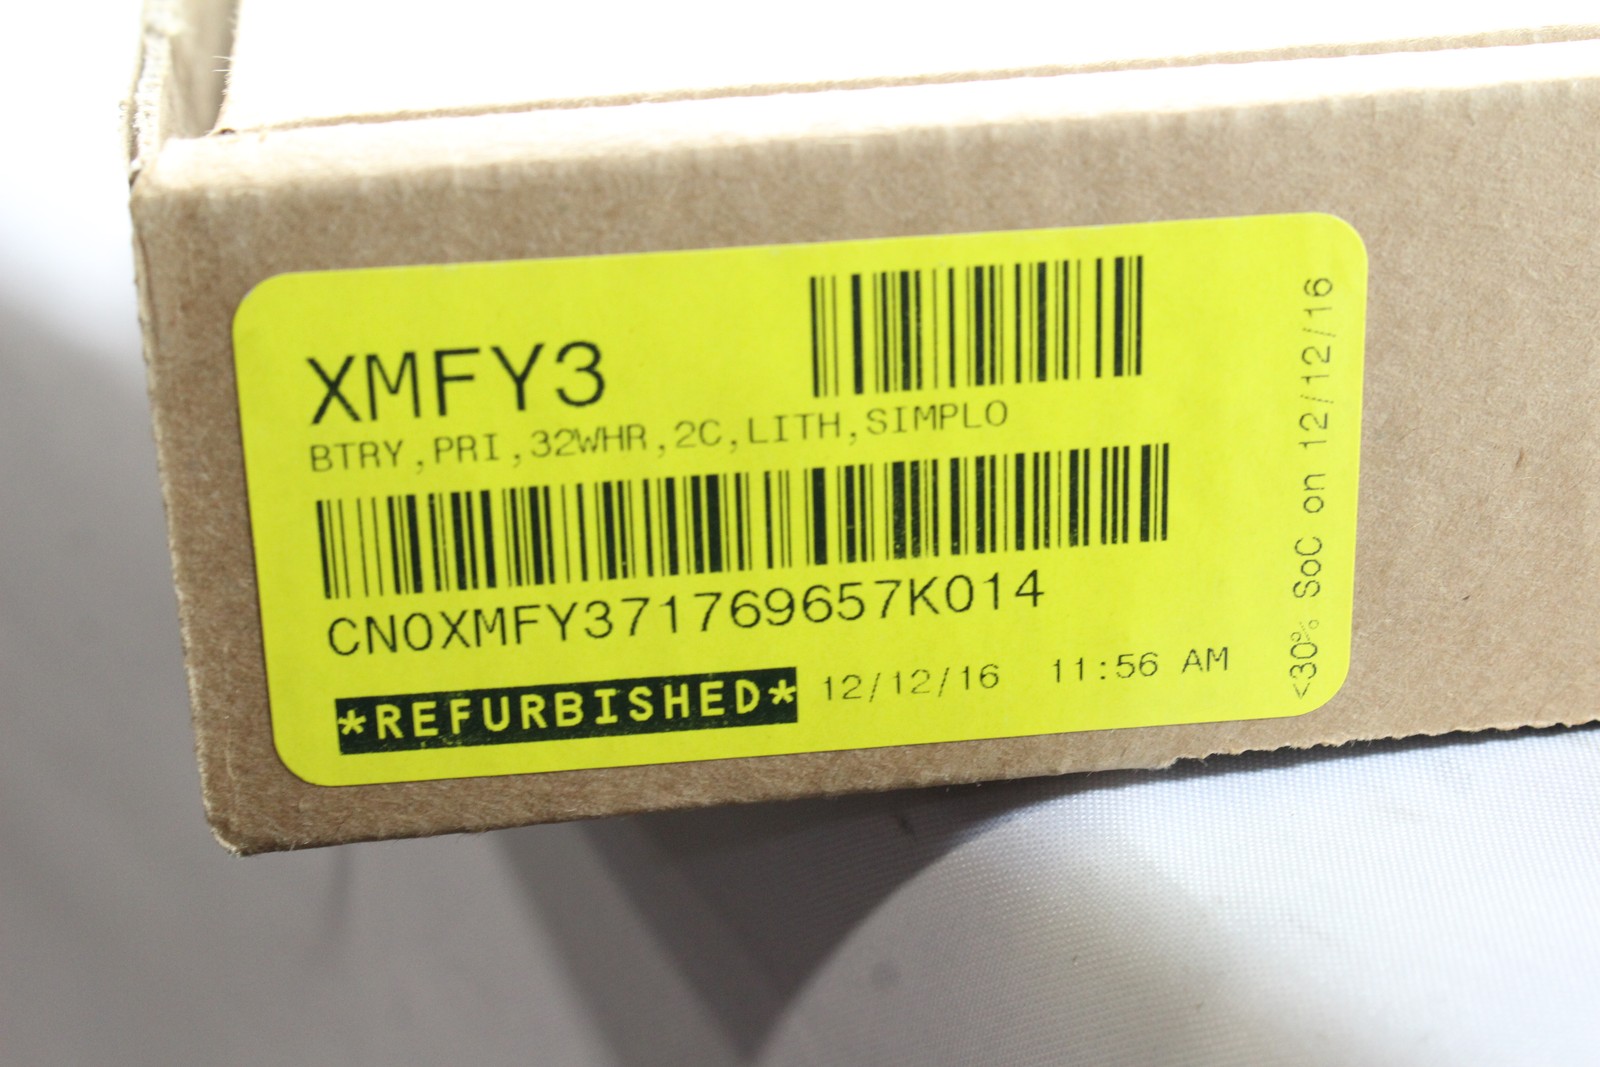 XMFY3
BTRY,PRI,32WHR,2C,LITH,SIMPLO
CN0XMFY371769657K014
*REFURBISHED* 12/12/16 11:56 AM
<30% SoC on 12/12/16